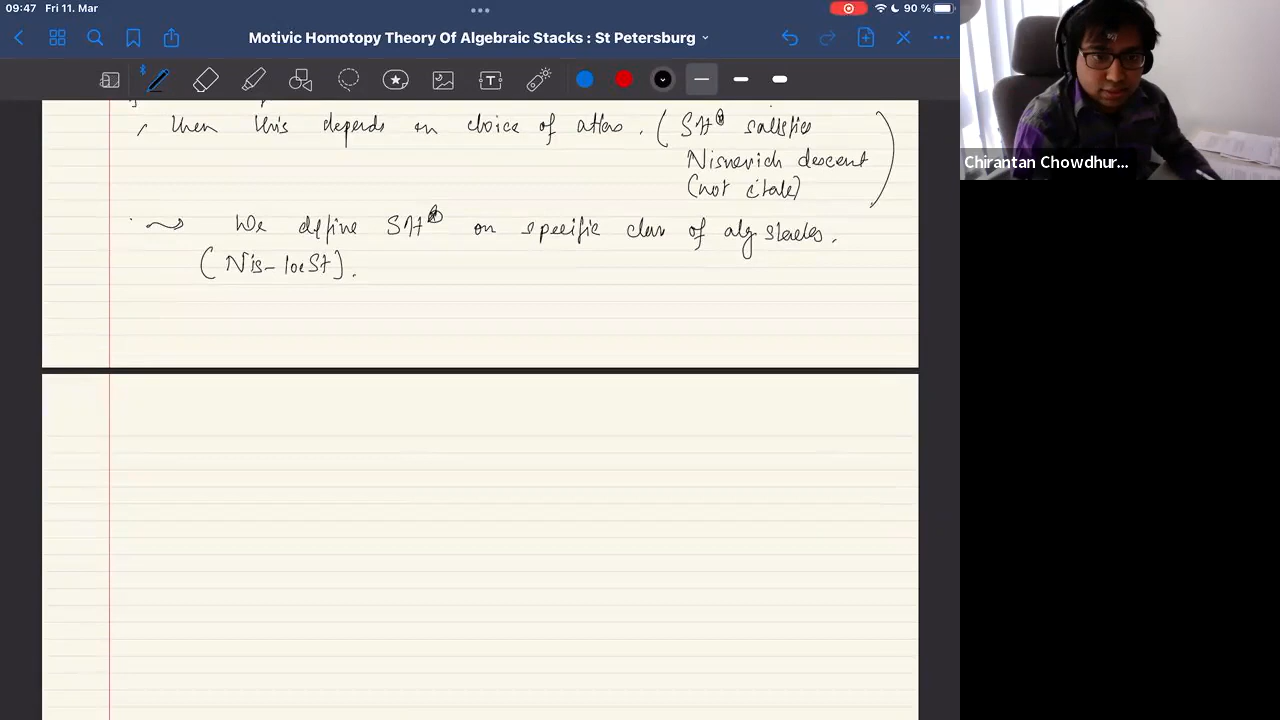 09:47 Fri 11. Mar
90 %
Motivic Homotopy Theory Of Algebraic Stacks : St Petersburg
, then this depends on choice of atlas. ( SH⊗ satisfies
Nisnevich descent
(not étale) )
⇝ We define SH⊗ on specific class of alg stacks.
( Nis-locSt ).
Chirantan Chowdhur...